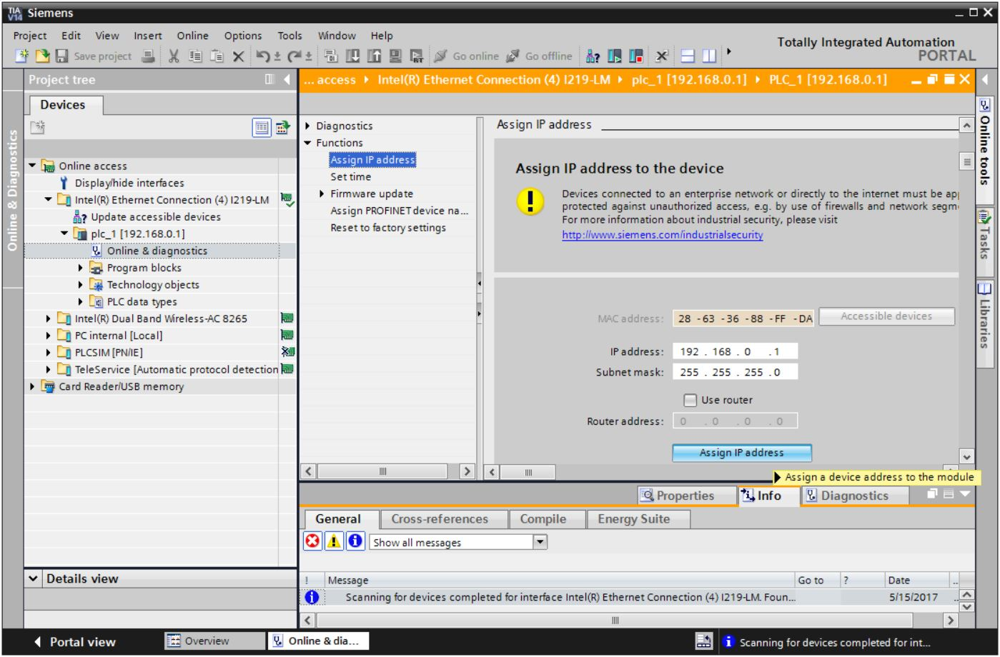 TIA V14 Siemens
Project Edit View Insert Online Options Tools Window Help
Totally Integrated Automation
PORTAL
Save project Go online Go offline
Project tree
Devices
Online & Diagnostics
Online access
Display/hide interfaces
Intel(R) Ethernet Connection (4) I219-LM
Update accessible devices
plc_1 [192.168.0.1]
Online & diagnostics
Program blocks
Technology objects
PLC data types
Intel(R) Dual Band Wireless-AC 8265
PC internal [Local]
PLCSIM [PN/IE]
TeleService [Automatic protocol detection
Card Reader/USB memory
Details view
... access Intel(R) Ethernet Connection (4) I219-LM plc_1 [192.168.0.1] PLC_1 [192.168.0.1]
Diagnostics
Functions
Assign IP address
Set time
Firmware update
Assign PROFINET device na...
Reset to factory settings
Assign IP address
Assign IP address to the device
Devices connected to an enterprise network or directly to the internet must be ap
protected against unauthorized access, e.g. by use of firewalls and network segm
For more information about industrial security, please visit
http://www.siemens.com/industrialsecurity
MAC address: 28 -63 -36 -88 -FF -DA Accessible devices
IP address: 192 . 168 . 0 . 1
Subnet mask: 255 . 255 . 255 . 0
Use router
Router address: 0 . 0 . 0 . 0
Assign IP address
Assign a device address to the module
Properties Info Diagnostics
General Cross-references Compile Energy Suite
Show all messages
! Message Go to ? Date ..
Scanning for devices completed for interface Intel(R) Ethernet Connection (4) I219-LM. Foun... 5/15/2017 ..
Online tools
Tasks
Libraries
Portal view Overview Online & dia... Scanning for devices completed for int...